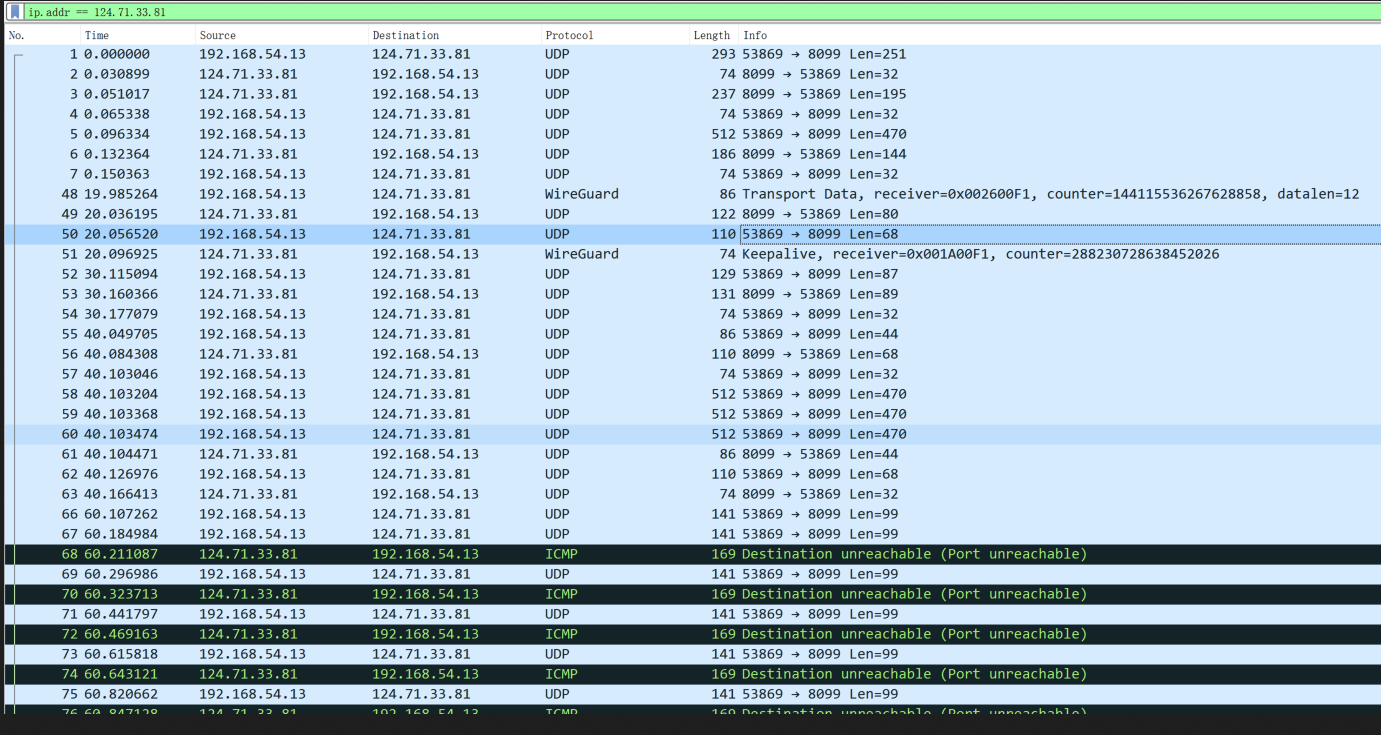 ip.addr == 124.71.33.81
No. Time Source Destination Protocol Length Info
1 0.000000 192.168.54.13 124.71.33.81 UDP 293 53869 → 8099 Len=251
2 0.030899 124.71.33.81 192.168.54.13 UDP 74 8099 → 53869 Len=32
3 0.051017 124.71.33.81 192.168.54.13 UDP 237 8099 → 53869 Len=195
4 0.065338 192.168.54.13 124.71.33.81 UDP 74 53869 → 8099 Len=32
5 0.096334 192.168.54.13 124.71.33.81 UDP 512 53869 → 8099 Len=470
6 0.132364 124.71.33.81 192.168.54.13 UDP 186 8099 → 53869 Len=144
7 0.150363 192.168.54.13 124.71.33.81 UDP 74 53869 → 8099 Len=32
48 19.985264 192.168.54.13 124.71.33.81 WireGuard 86 Transport Data, receiver=0x002600F1, counter=144115536267628858, datalen=12
49 20.036195 124.71.33.81 192.168.54.13 UDP 122 8099 → 53869 Len=80
50 20.056520 192.168.54.13 124.71.33.81 UDP 110 53869 → 8099 Len=68
51 20.096925 124.71.33.81 192.168.54.13 WireGuard 74 Keepalive, receiver=0x001A00F1, counter=288230728638452026
52 30.115094 192.168.54.13 124.71.33.81 UDP 129 53869 → 8099 Len=87
53 30.160366 124.71.33.81 192.168.54.13 UDP 131 8099 → 53869 Len=89
54 30.177079 192.168.54.13 124.71.33.81 UDP 74 53869 → 8099 Len=32
55 40.049705 192.168.54.13 124.71.33.81 UDP 86 53869 → 8099 Len=44
56 40.084308 124.71.33.81 192.168.54.13 UDP 110 8099 → 53869 Len=68
57 40.103046 192.168.54.13 124.71.33.81 UDP 74 53869 → 8099 Len=32
58 40.103204 192.168.54.13 124.71.33.81 UDP 512 53869 → 8099 Len=470
59 40.103368 192.168.54.13 124.71.33.81 UDP 512 53869 → 8099 Len=470
60 40.103474 192.168.54.13 124.71.33.81 UDP 512 53869 → 8099 Len=470
61 40.104471 124.71.33.81 192.168.54.13 UDP 86 8099 → 53869 Len=44
62 40.126976 192.168.54.13 124.71.33.81 UDP 110 53869 → 8099 Len=68
63 40.166413 124.71.33.81 192.168.54.13 UDP 74 8099 → 53869 Len=32
66 60.107262 192.168.54.13 124.71.33.81 UDP 141 53869 → 8099 Len=99
67 60.184984 192.168.54.13 124.71.33.81 UDP 141 53869 → 8099 Len=99
68 60.211087 124.71.33.81 192.168.54.13 ICMP 169 Destination unreachable (Port unreachable)
69 60.296986 192.168.54.13 124.71.33.81 UDP 141 53869 → 8099 Len=99
70 60.323713 124.71.33.81 192.168.54.13 ICMP 169 Destination unreachable (Port unreachable)
71 60.441797 192.168.54.13 124.71.33.81 UDP 141 53869 → 8099 Len=99
72 60.469163 124.71.33.81 192.168.54.13 ICMP 169 Destination unreachable (Port unreachable)
73 60.615818 192.168.54.13 124.71.33.81 UDP 141 53869 → 8099 Len=99
74 60.643121 124.71.33.81 192.168.54.13 ICMP 169 Destination unreachable (Port unreachable)
75 60.820662 192.168.54.13 124.71.33.81 UDP 141 53869 → 8099 Len=99
76 60.847128 124.71.33.81 192.168.54.13 ICMP 169 Destination unreachable (Port unreachable)